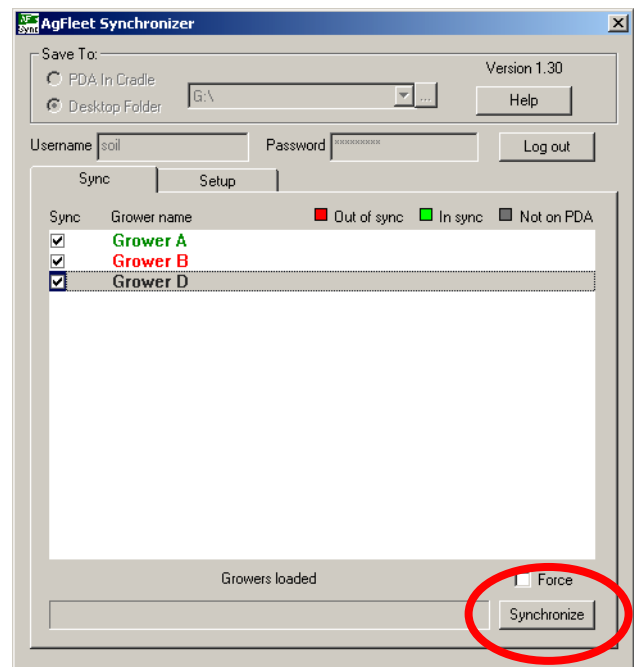 AF Sync AgFleet Synchronizer
Save To:
PDA In Cradle
Version 1.30
Desktop Folder G:\ ... Help
Username soil Password ××××××××× Log out
Sync Setup
Sync Grower name Out of sync In sync Not on PDA
Grower A
Grower B
Grower D
Growers loaded Force
Synchronize